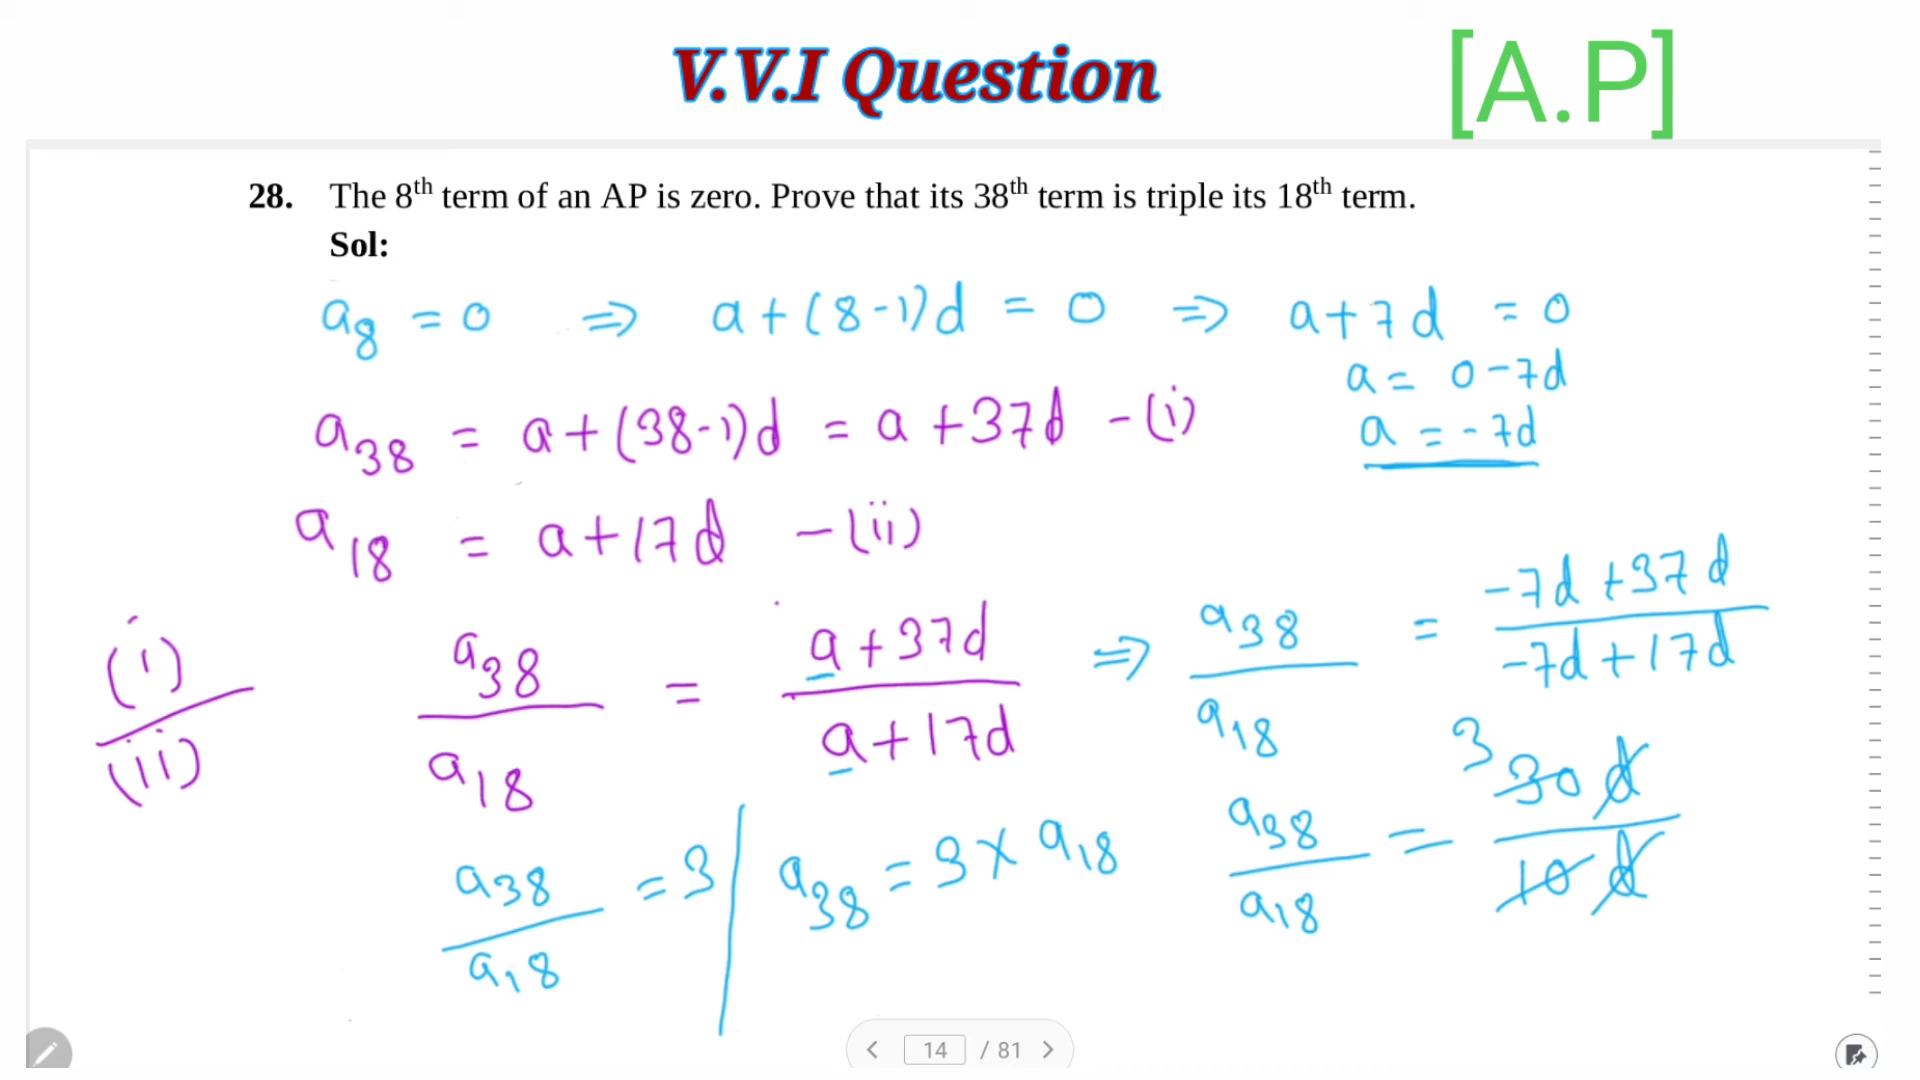 V.V.I Question [A.P]
28. The 8th term of an AP is zero. Prove that its 38th term is triple its 18th term.
Sol:
a8 = 0 ⇒ a+(8-1)d = 0 ⇒ a+7d = 0
a = 0-7d
a = -7d
a38 = a+(38-1)d = a+37d -(i)
a18 = a+17d -(ii)
(i)/(ii) a38/a18 = a+37d/a+17d ⇒ a38/a18 = -7d+37d/-7d+17d
a38/a18 = 30d/10d 3
a38/a18 = 3 a38 = 3×a18
14 / 81